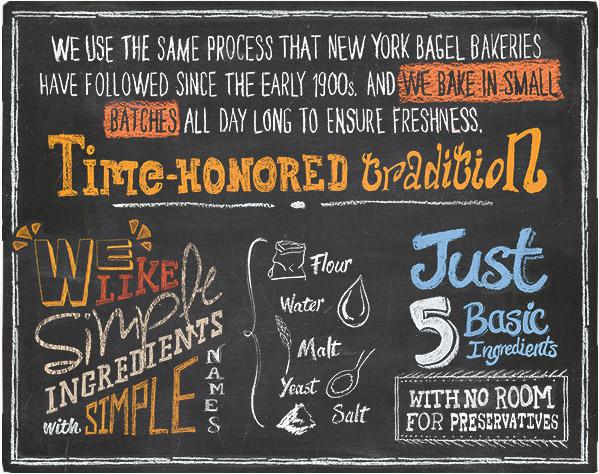 WE USE THE SAME PROCESS THAT NEW YORK BAGEL BAKERIES
HAVE FOLLOWED SINCE THE EARLY 1900s. AND WE BAKE IN SMALL
BATCHES ALL DAY LONG TO ENSURE FRESHNESS.
Time-HONORED tradition
WE
LIKE
Simple
INGREDIENTS
with SIMPLE
NAMES
Flour
Water
Malt
Yeast
Salt
Just
5 Basic
Ingredients
WITH NO ROOM
FOR PRESERVATIVES